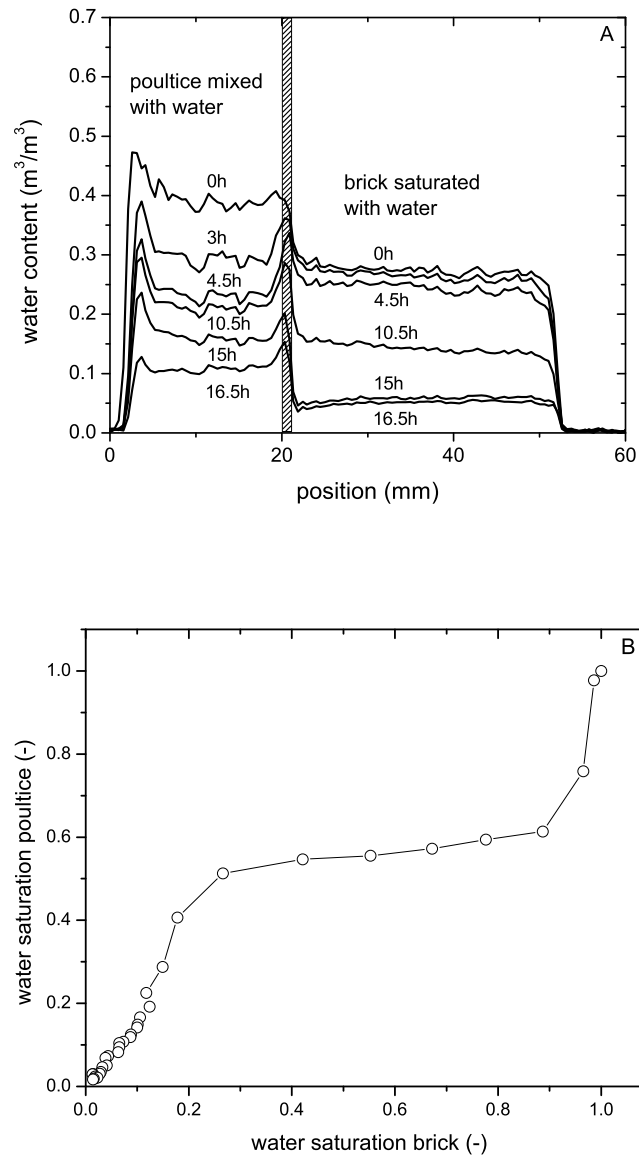 A
poultice mixed
with water
brick saturated
with water
0h
3h
4.5h
10.5h
15h
16.5h
0h
4.5h
10.5h
15h
16.5h
0.7
0.6
0.5
0.4
0.3
0.2
0.1
0.0
water content (m³/m³)
0
20
40
60
position (mm)
B
1.0
0.8
0.6
0.4
0.2
0.0
water saturation poultice (-)
0.0
0.2
0.4
0.6
0.8
1.0
water saturation brick (-)